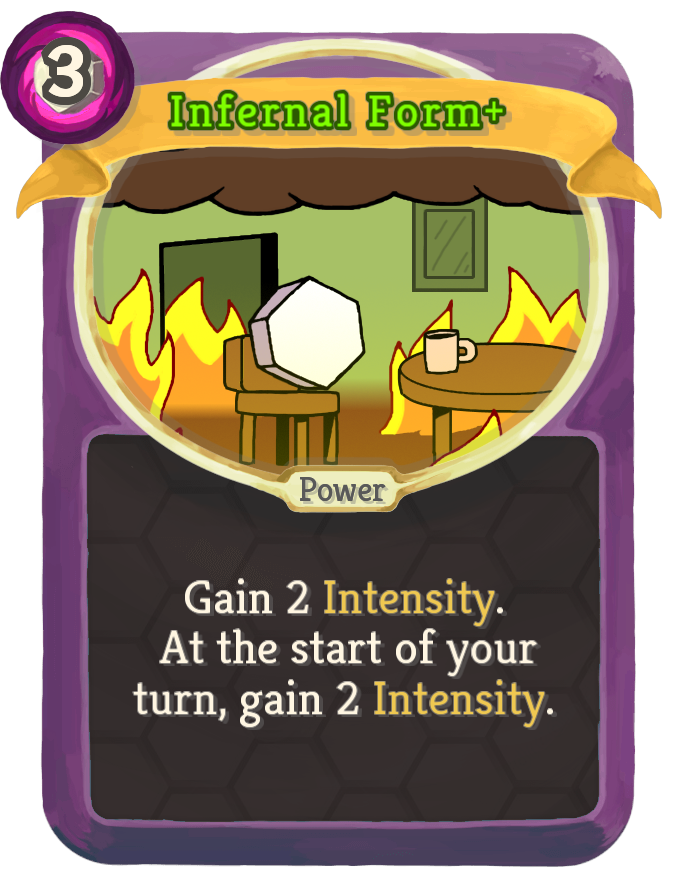 3
Infernal Form+
Power
Gain 2 Intensity.
At the start of your
turn, gain 2 Intensity.